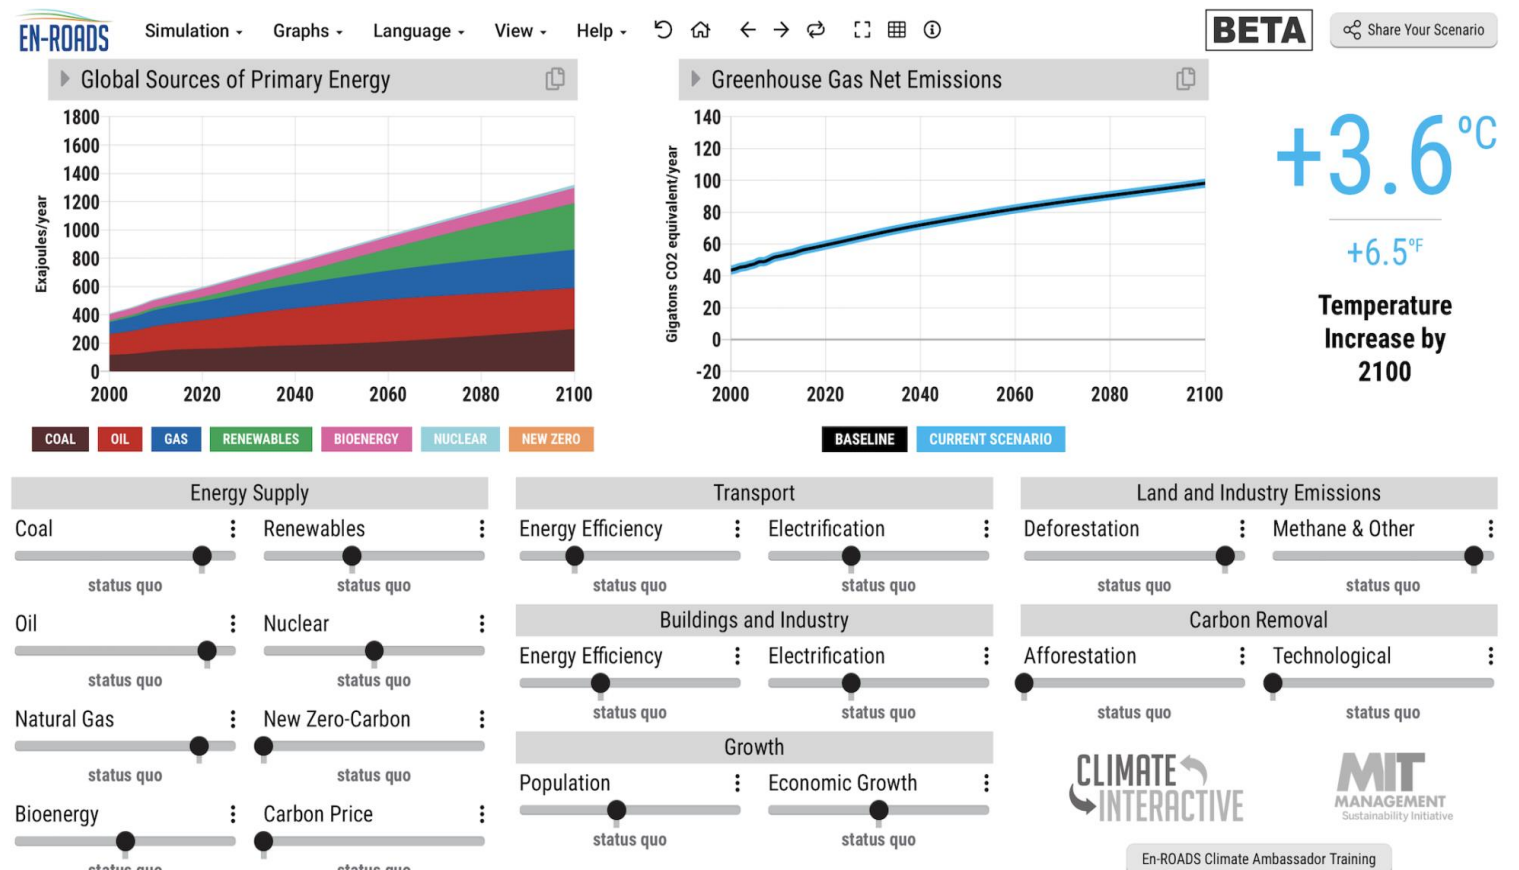 EN-ROADS
Simulation Graphs Language View Help
BETA
Share Your Scenario
Global Sources of Primary Energy
Exajoules/year
1800
1600
1400
1200
1000
800
600
400
200
0
2000 2020 2040 2060 2080 2100
COAL OIL GAS RENEWABLES BIOENERGY NUCLEAR NEW ZERO
Greenhouse Gas Net Emissions
Gigatons CO2 equivalent/year
140
120
100
80
60
40
20
0
-20
2000 2020 2040 2060 2080 2100
BASELINE CURRENT SCENARIO
+3.6ºC
+6.5ºF
Temperature
Increase by
2100
Energy Supply
Coal Renewables
status quo status quo
Oil Nuclear
status quo status quo
Natural Gas New Zero-Carbon
status quo status quo
Bioenergy Carbon Price
status quo status quo
Transport
Energy Efficiency Electrification
status quo status quo
Buildings and Industry
Energy Efficiency Electrification
status quo status quo
Growth
Population Economic Growth
status quo status quo
Land and Industry Emissions
Deforestation Methane & Other
status quo status quo
Carbon Removal
Afforestation Technological
status quo status quo
CLIMATE
INTERACTIVE
MIT
MANAGEMENT
Sustainability Initiative
En-ROADS Climate Ambassador Training